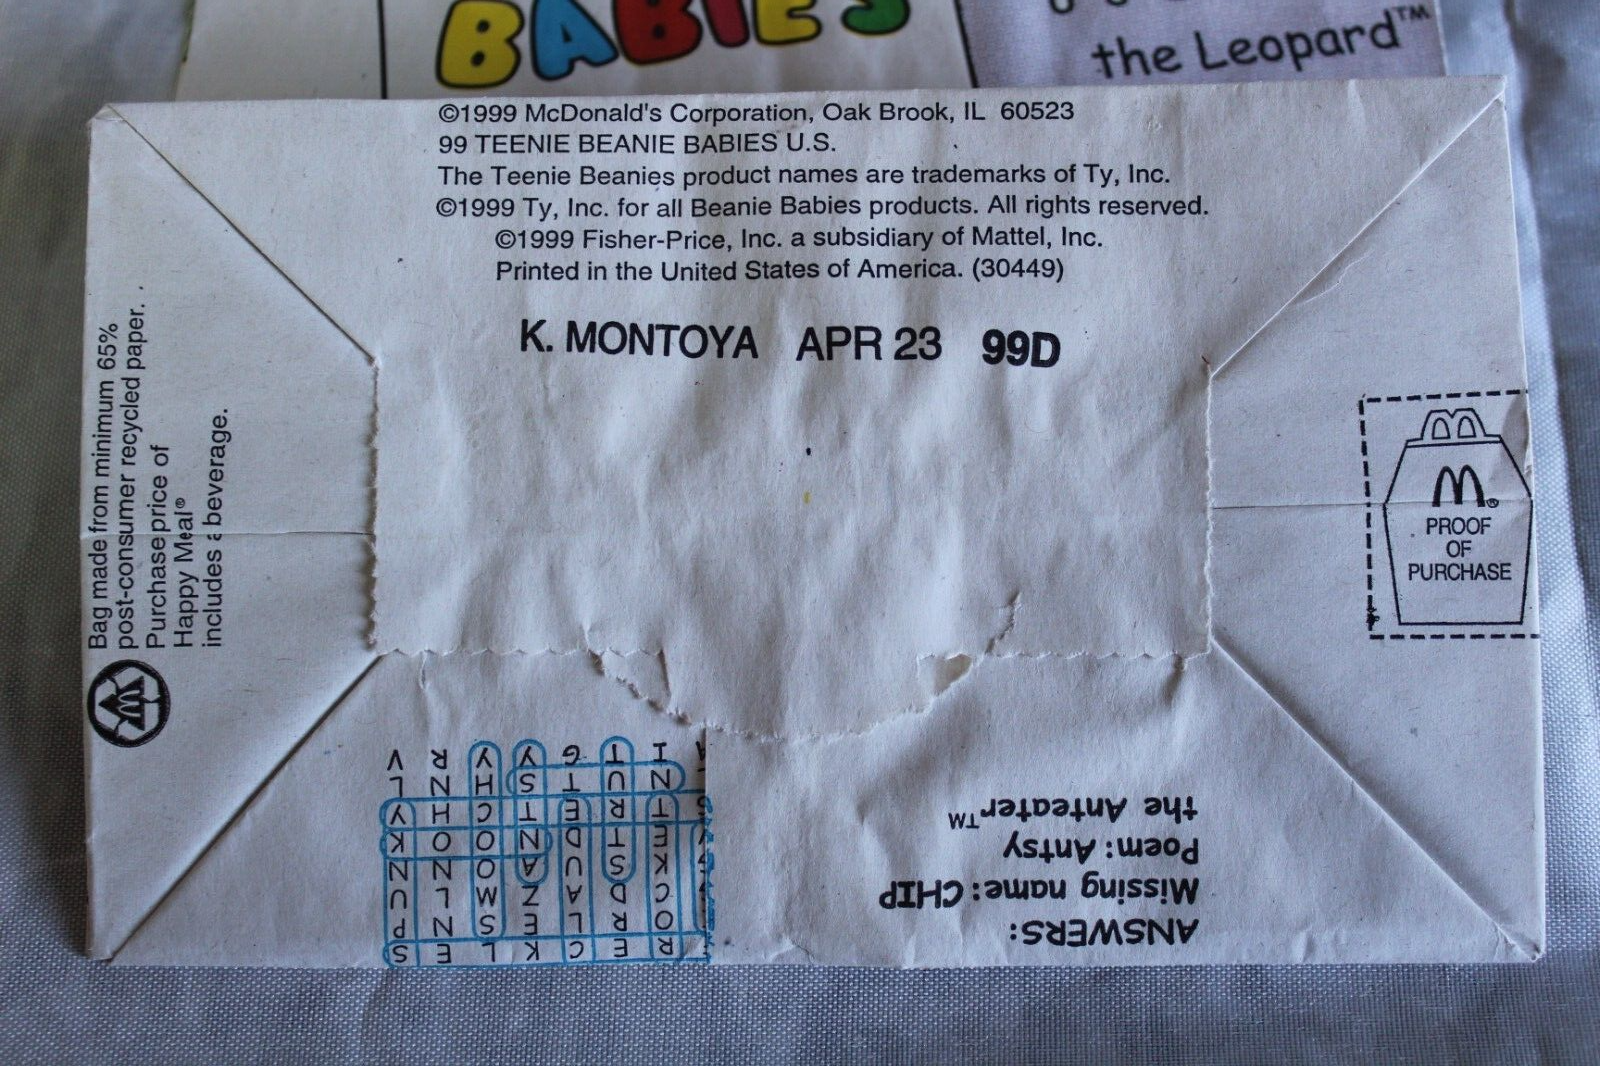 BABIES
the Leopard™
©1999 McDonald's Corporation, Oak Brook, IL 60523
99 TEENIE BEANIE BABIES U.S.
The Teenie Beanies product names are trademarks of Ty, Inc.
©1999 Ty, Inc. for all Beanie Babies products. All rights reserved.
©1999 Fisher-Price, Inc. a subsidiary of Mattel, Inc.
Printed in the United States of America. (30449)
K. MONTOYA APR 23 99D
Bag made from minimum 65%
post-consumer recycled paper.
Purchase price of
Happy Meal®
includes a beverage.
M®
PROOF
OF
PURCHASE
ANSWERS:
Missing name: CHIP
Poem: Antsy
the Anteater™
R E C K L E S
O R L E S N P
C D A Z M L U
K S U A O N N
E T D N O O K
T R E T C H Y
N U T S H N L
I T G Y Y R V